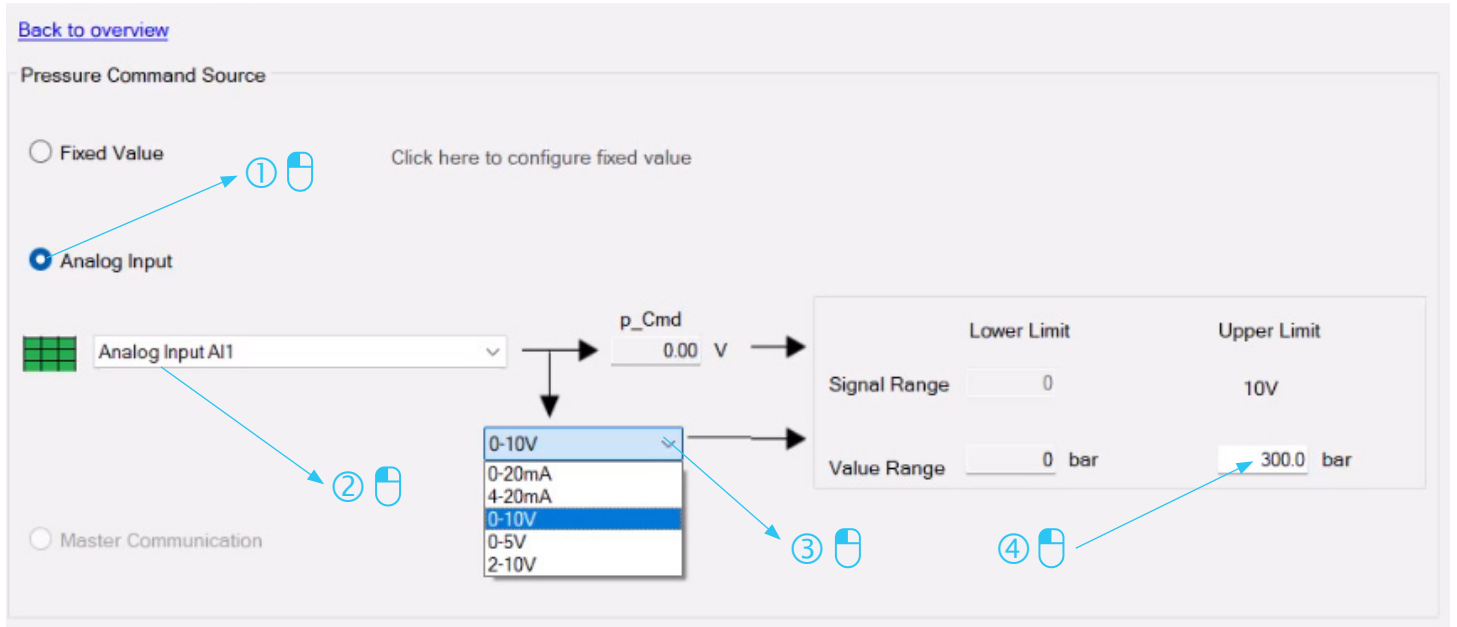 Back to overview
Pressure Command Source
Fixed Value
① Click here to configure fixed value
Analog Input
p_Cmd
Lower Limit Upper Limit
Analog Input AI1 0.00 V
Signal Range 0 10V
0-10V
Value Range 0 bar 300.0 bar
0-20mA
4-20mA
②
0-10V
0-5V
2-10V
③ ④
Master Communication